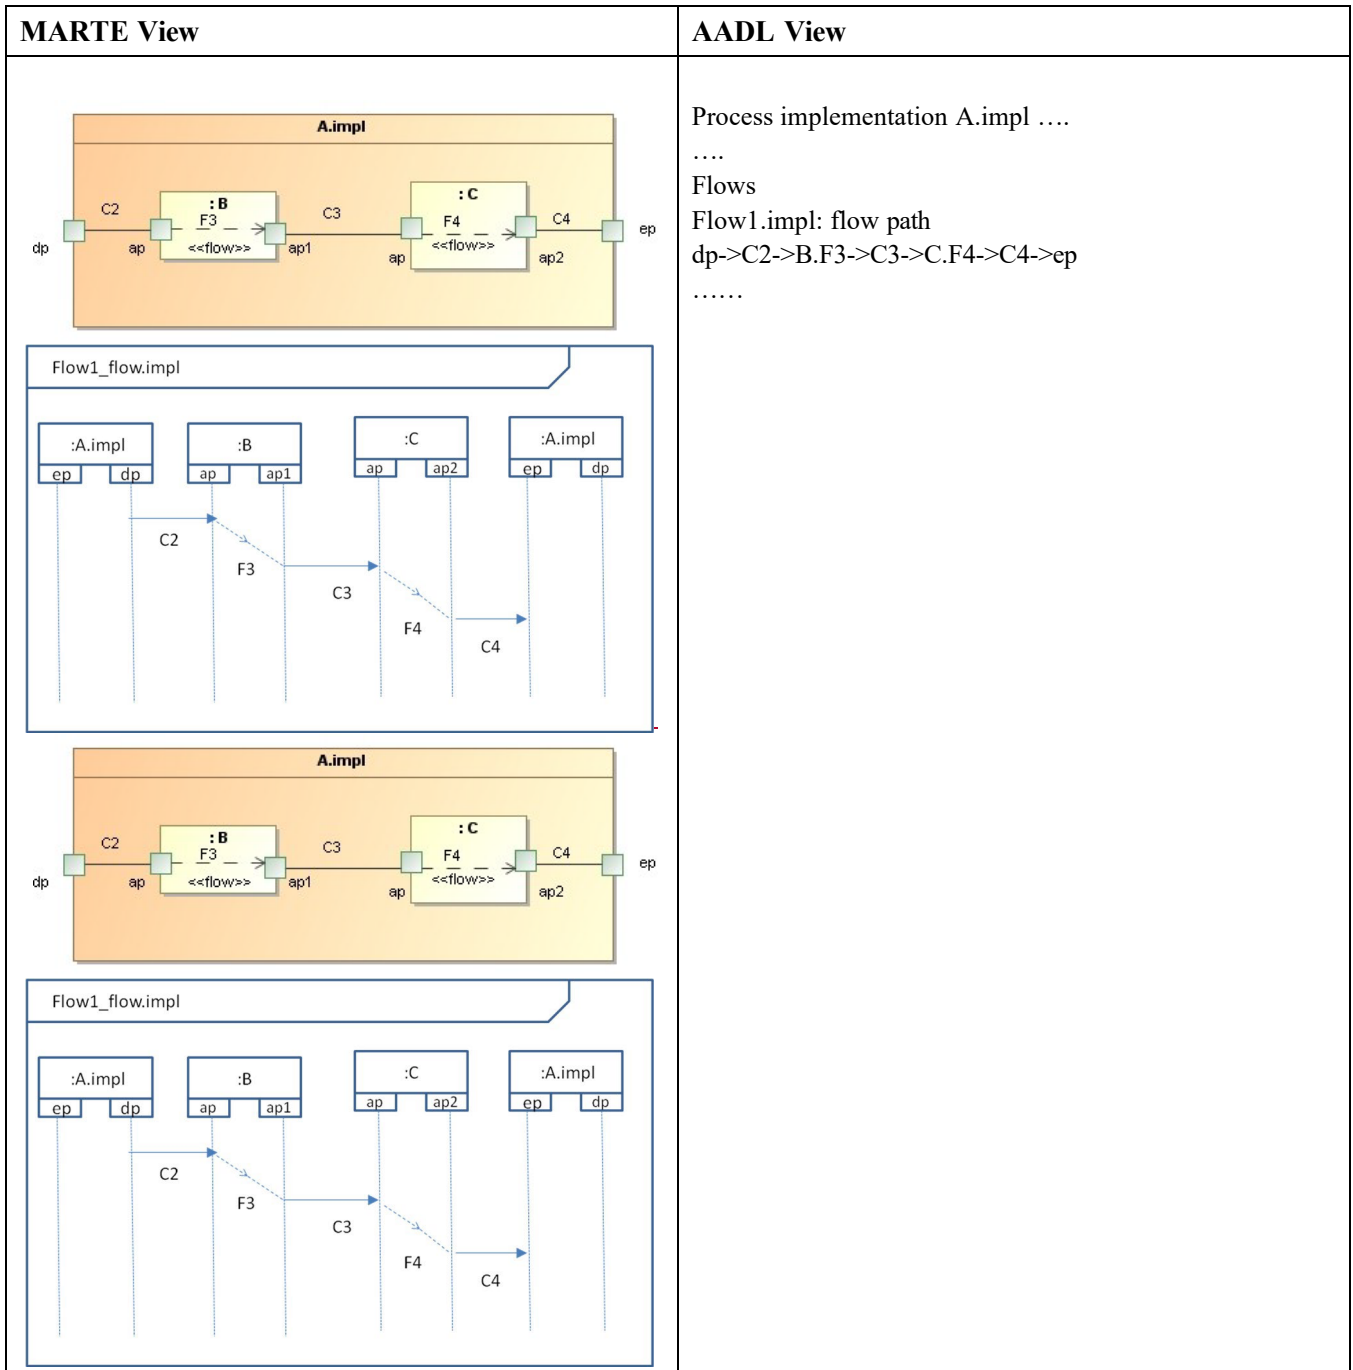 MARTE View
AADL View
A.impl
C2
: B
F3
<<flow>>
C3
: C
F4
<<flow>>
C4
dp
ap
ap1
ap
ap2
ep
Flow1_flow.impl
:A.impl
:B
:C
:A.impl
ep
dp
ap
ap1
ap
ap2
ep
dp
C2
F3
C3
F4
C4
A.impl
C2
: B
F3
<<flow>>
C3
: C
F4
<<flow>>
C4
dp
ap
ap1
ap
ap2
ep
Flow1_flow.impl
:A.impl
:B
:C
:A.impl
ep
dp
ap
ap1
ap
ap2
ep
dp
C2
F3
C3
F4
C4
Process implementation A.impl ….
….
Flows
Flow1.impl: flow path
dp->C2->B.F3->C3->C.F4->C4->ep
……